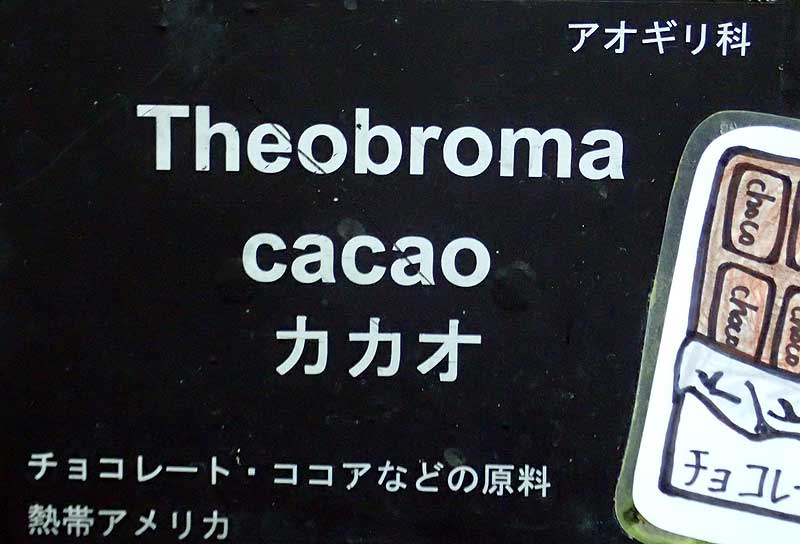 アオギリ科
Theobroma
cacao
カカオ
チョコレート・ココアなどの原料
熱帯アメリカ
choco
choco
choco
チョコレー